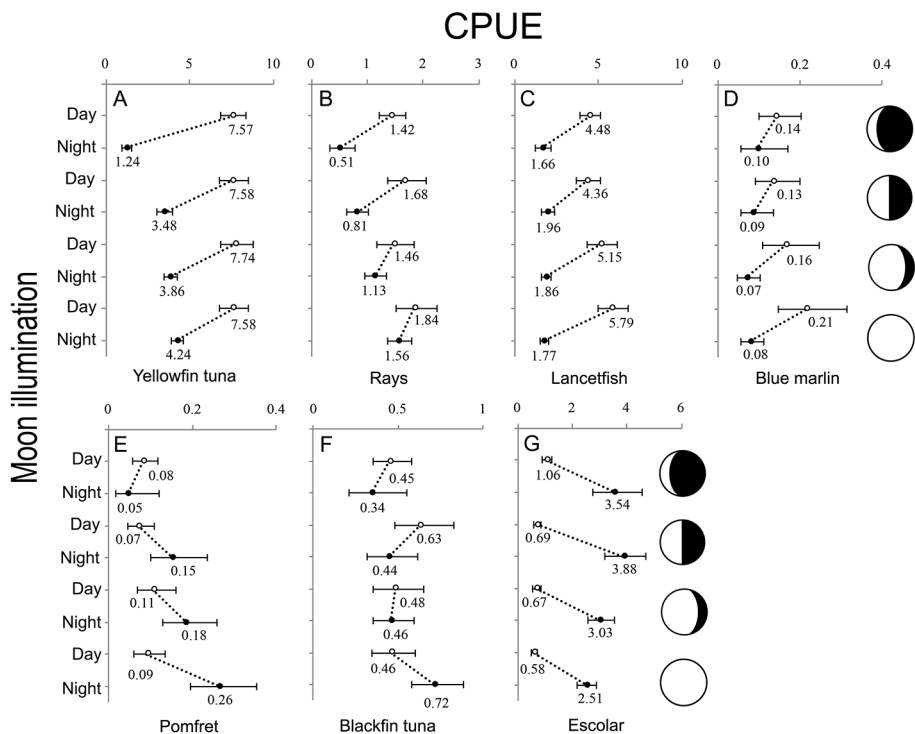 CPUE
0 5 10 0 1 2 3 0 5 10 0 0.2 0.4
A B C D
Day 7.57 1.42 4.48 0.14
Night 1.24 0.51 1.66 0.10
Day 7.58 1.68 4.36 0.13
Night 3.48 0.81 1.96 0.09
Day 7.74 1.46 5.15 0.16
Night 3.86 1.13 1.86 0.07
Day 7.58 1.84 5.79 0.21
Night 4.24 1.56 1.77 0.08
Yellowfin tuna Rays Lancetfish Blue marlin
Moon illumination
0 0.2 0.4 0 0.5 1 0 2 4 6
E F G
Day 0.08 0.45 1.06
Night 0.05 0.34 3.54
Day 0.07 0.63 0.69
Night 0.15 0.44 3.88
Day 0.11 0.48 0.67
Night 0.18 0.46 3.03
Day 0.09 0.46 0.58
Night 0.26 0.72 2.51
Pomfret Blackfin tuna Escolar